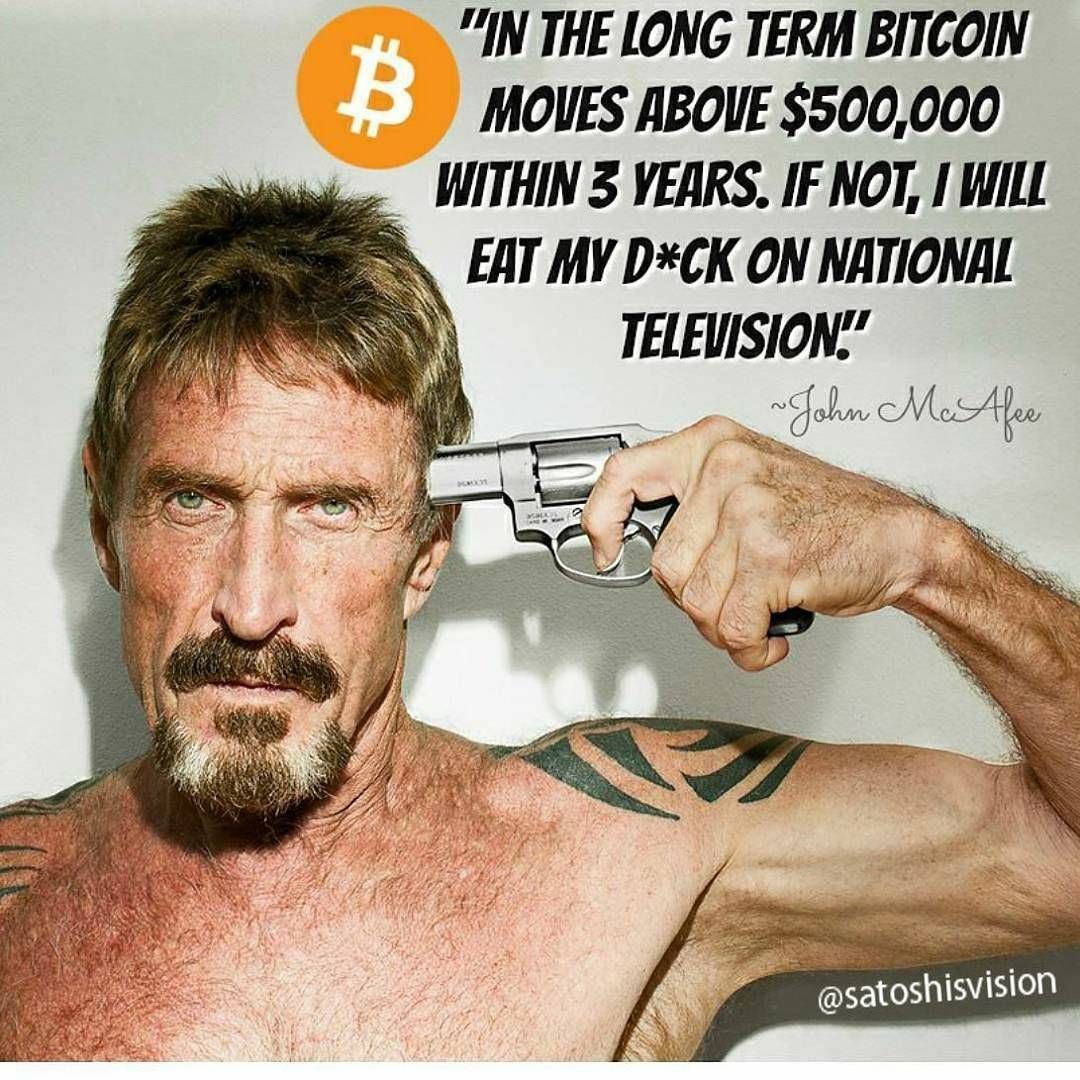 "IN THE LONG TERM BITCOIN
MOVES ABOVE $500,000
WITHIN 3 YEARS. IF NOT, I WILL
EAT MY D*CK ON NATIONAL
TELEVISION."
~John McAfee
@satoshisvision